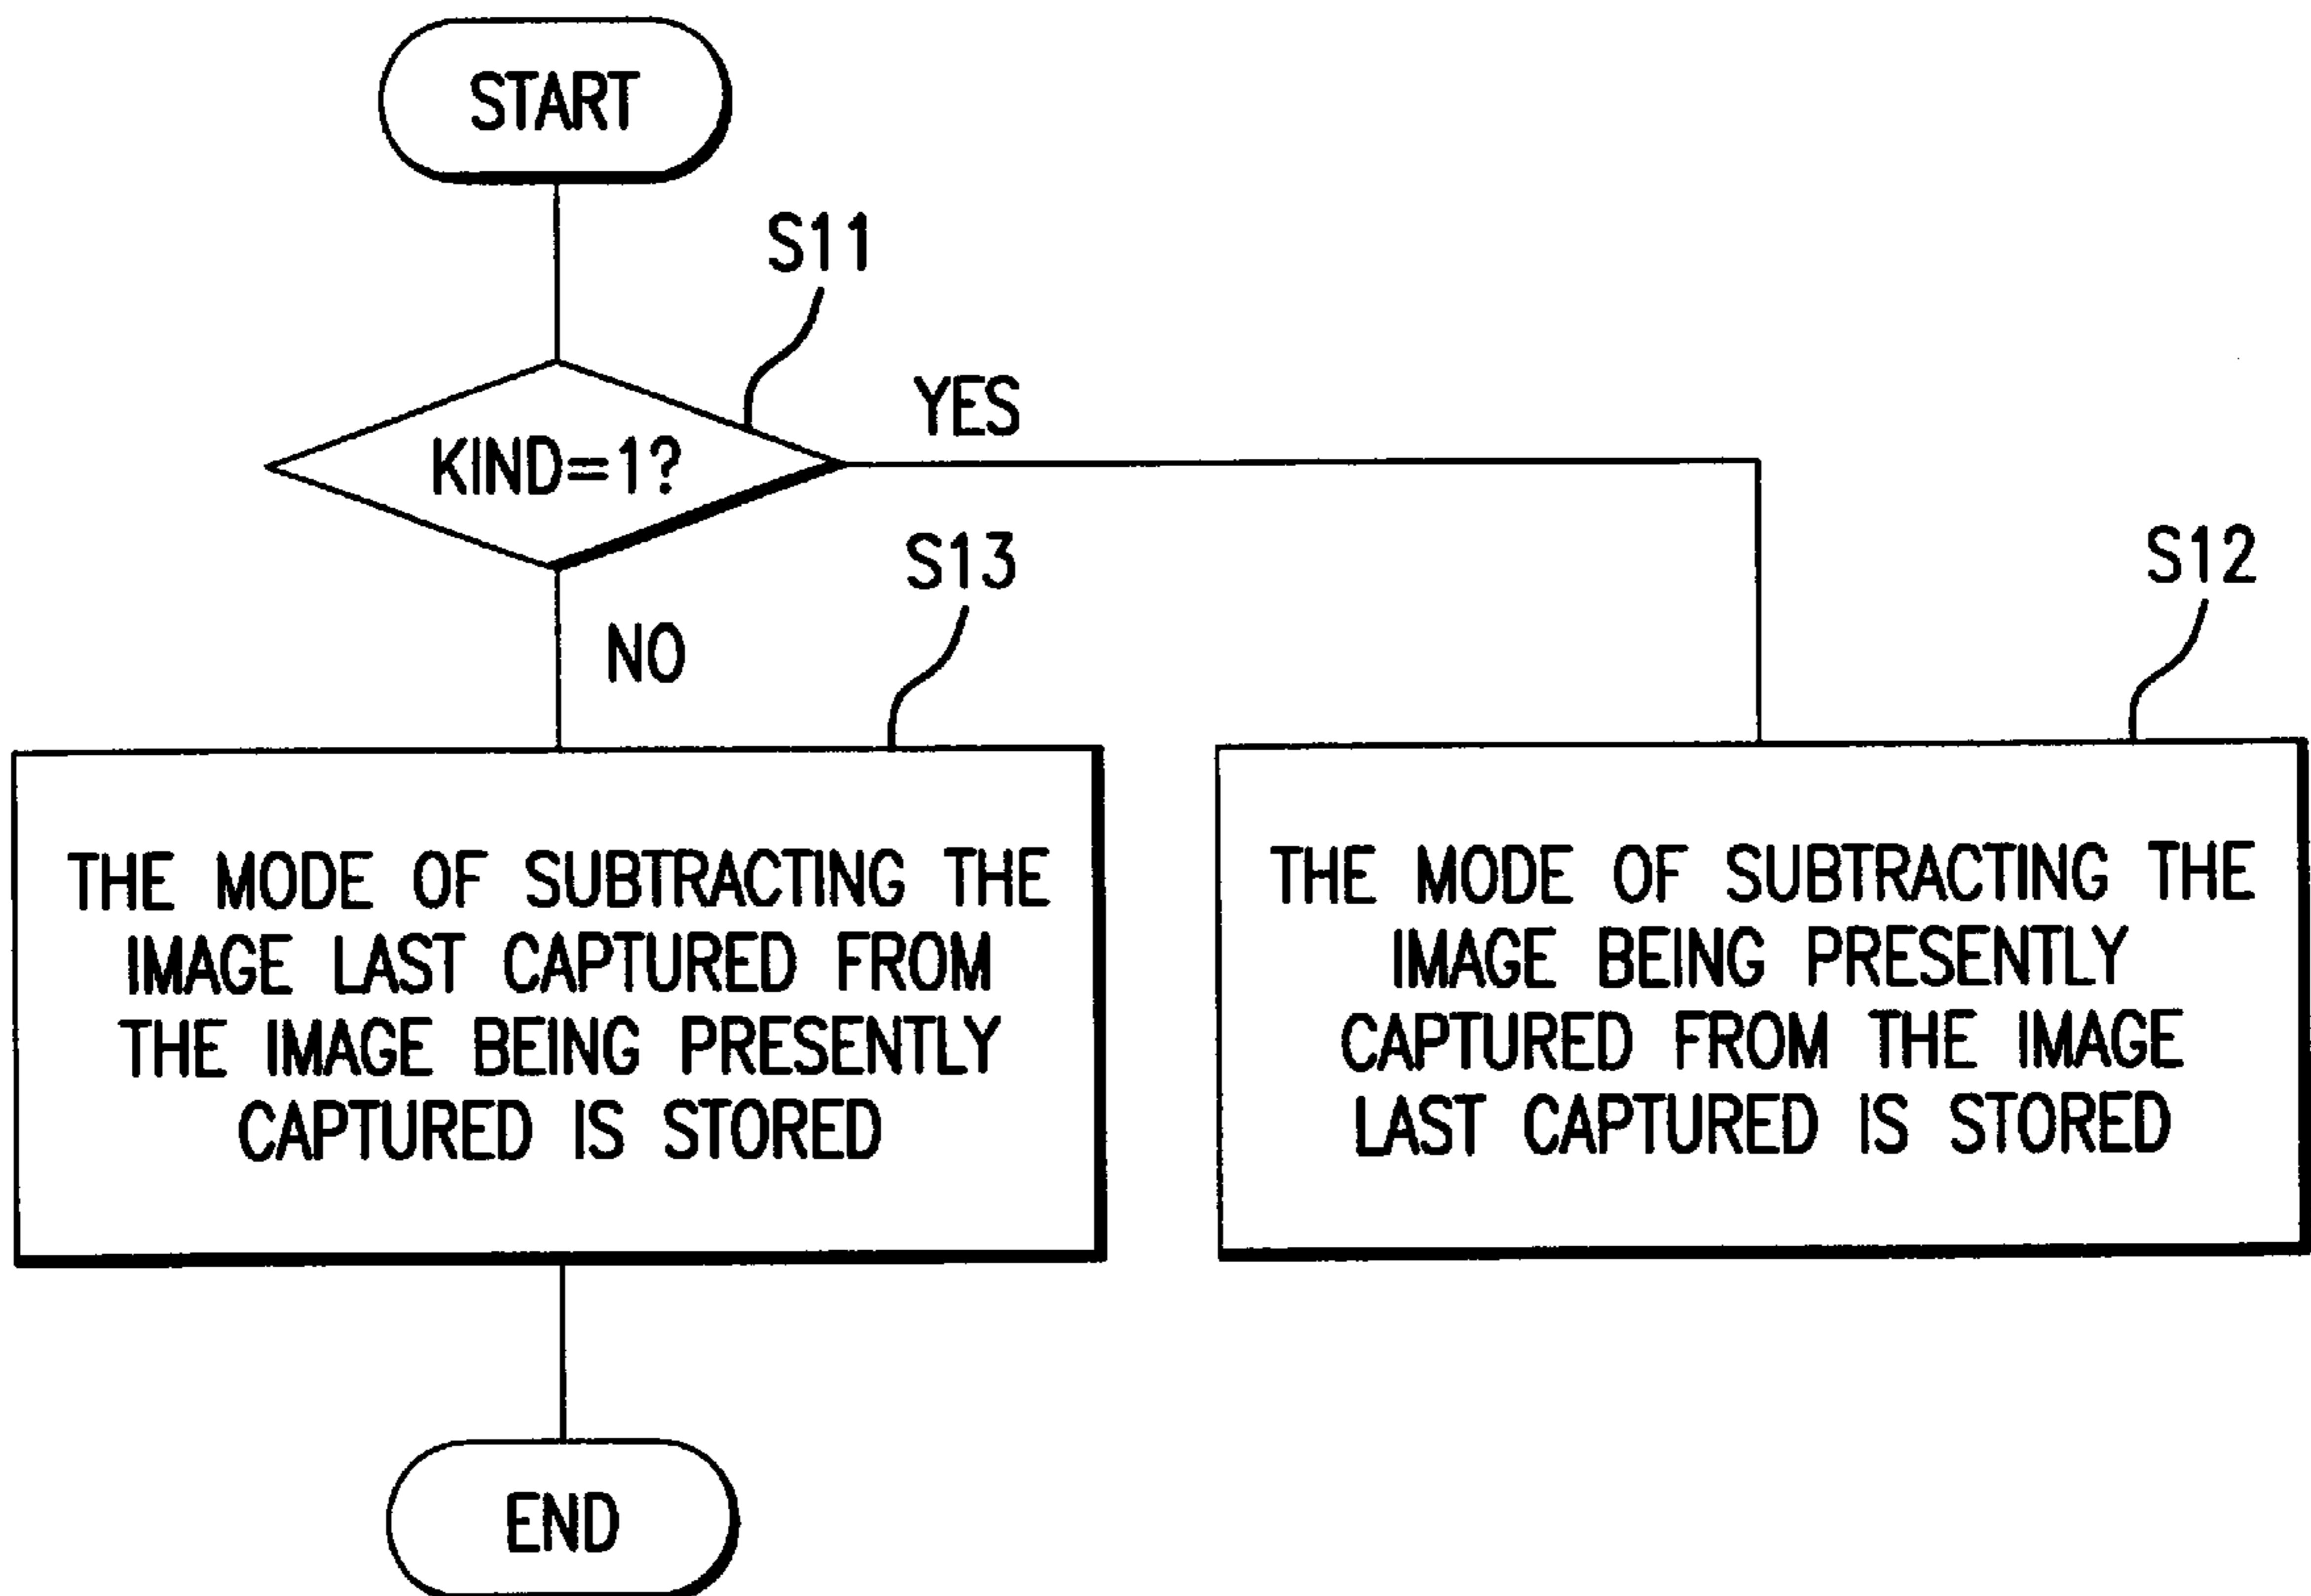 START
S11
KIND=1?
YES
S13
S12
NO
THE MODE OF SUBTRACTING THE
IMAGE LAST CAPTURED FROM
THE IMAGE BEING PRESENTLY
CAPTURED IS STORED
THE MODE OF SUBTRACTING THE
IMAGE BEING PRESENTLY
CAPTURED FROM THE IMAGE
LAST CAPTURED IS STORED
END